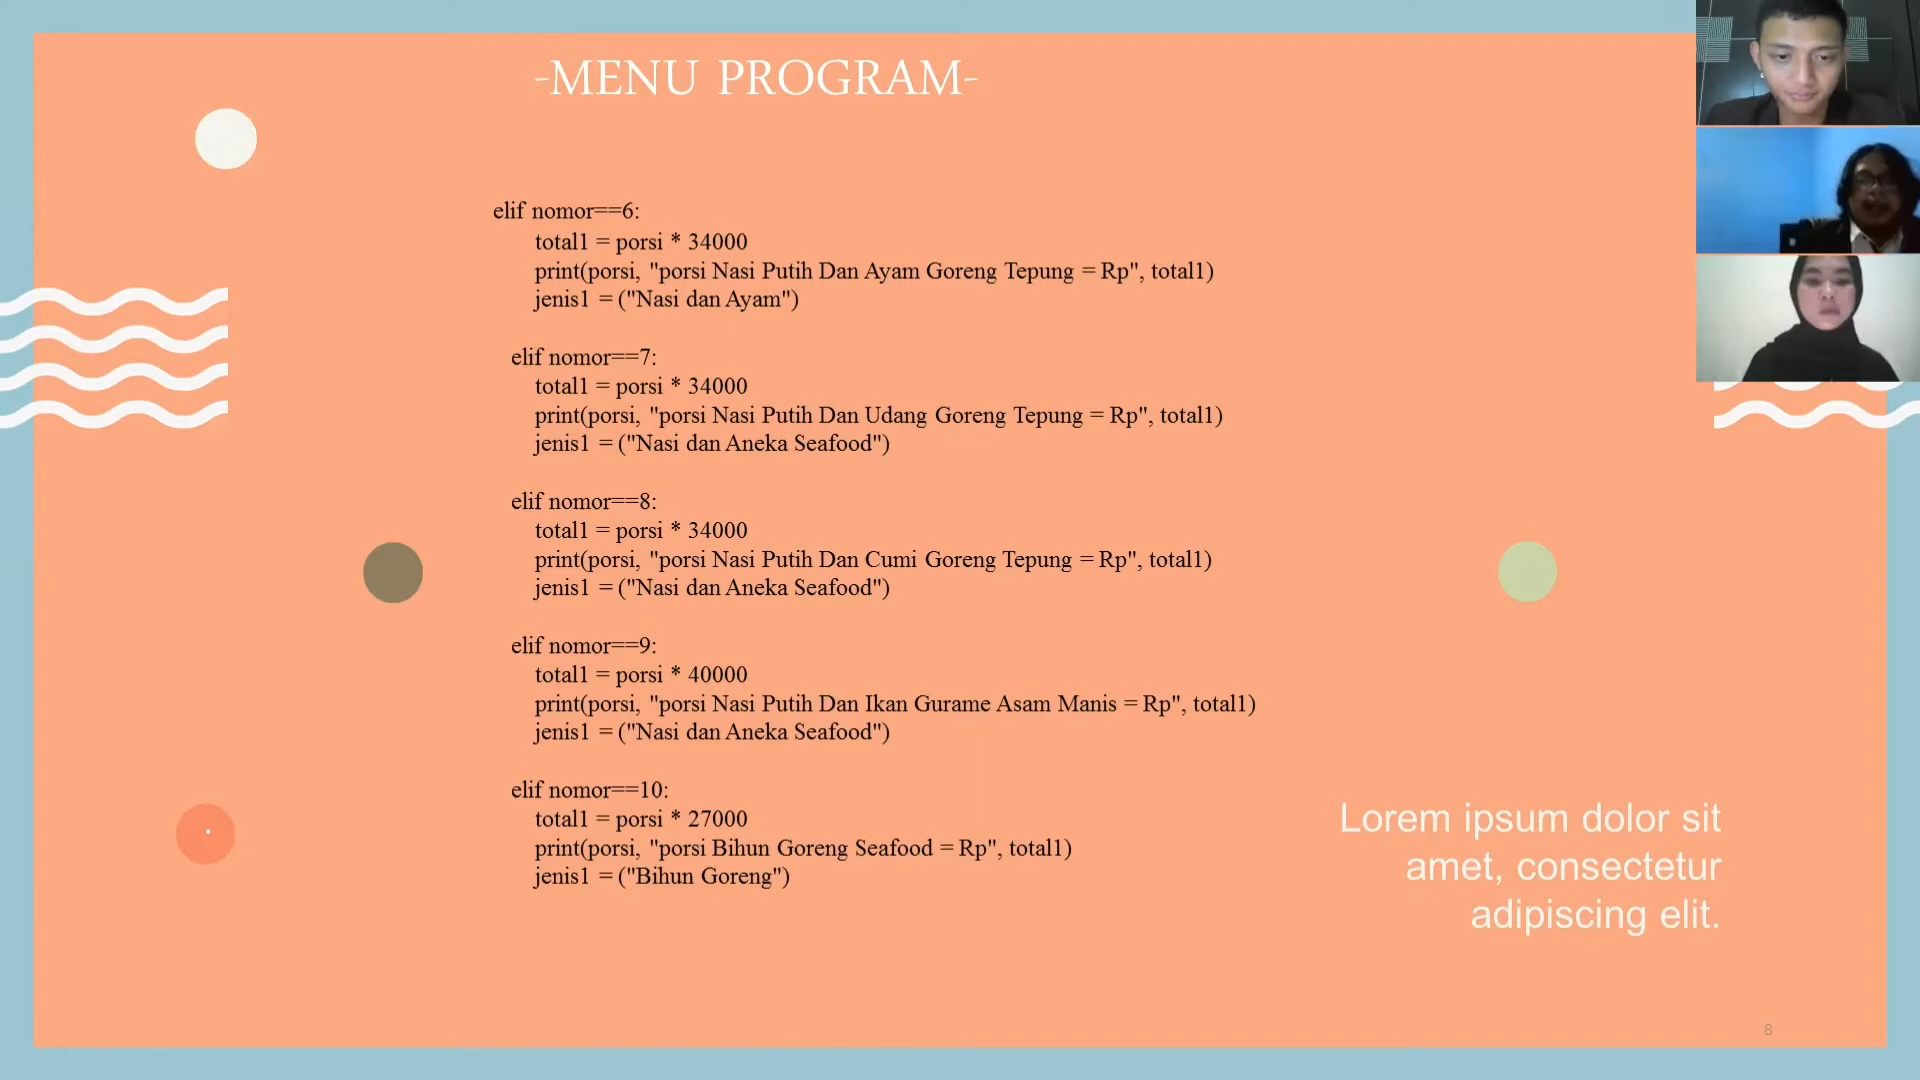 -MENU PROGRAM-
elif nomor==6:
total1 = porsi * 34000
print(porsi, "porsi Nasi Putih Dan Ayam Goreng Tepung = Rp", total1)
jenis1 = ("Nasi dan Ayam")
elif nomor==7:
total1 = porsi * 34000
print(porsi, "porsi Nasi Putih Dan Udang Goreng Tepung = Rp", total1)
jenis1 = ("Nasi dan Aneka Seafood")
elif nomor==8:
total1 = porsi * 34000
print(porsi, "porsi Nasi Putih Dan Cumi Goreng Tepung = Rp", total1)
jenis1 = ("Nasi dan Aneka Seafood")
elif nomor==9:
total1 = porsi * 40000
print(porsi, "porsi Nasi Putih Dan Ikan Gurame Asam Manis = Rp", total1)
jenis1 = ("Nasi dan Aneka Seafood")
elif nomor==10:
total1 = porsi * 27000
print(porsi, "porsi Bihun Goreng Seafood = Rp", total1)
jenis1 = ("Bihun Goreng")
Lorem ipsum dolor sit
amet, consectetur
adipiscing elit.
8